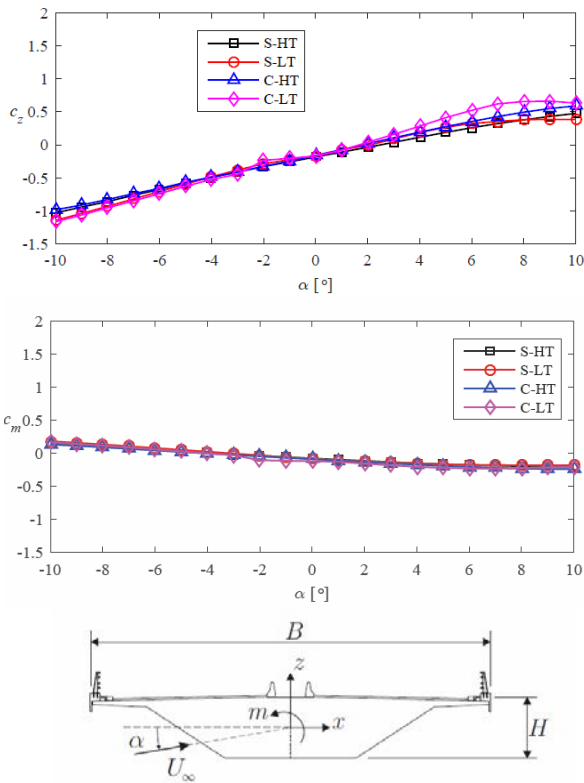 2
1.5
1
0.5
0
-0.5
-1
-1.5
c_z
S-HT
S-LT
C-HT
C-LT
-10 -8 -6 -4 -2 0 2 4 6 8 10
α [°]
2
1.5
1
0.5
0
-0.5
-1
-1.5
c_m
S-HT
S-LT
C-HT
C-LT
-10 -8 -6 -4 -2 0 2 4 6 8 10
α [°]
B
z
m
x
H
α
U_∞